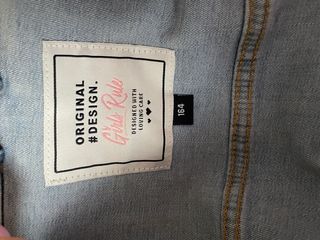 ORIGINAL
#DESIGN.
Girls Rule
DESIGNED WITH
LOVING CARE
164